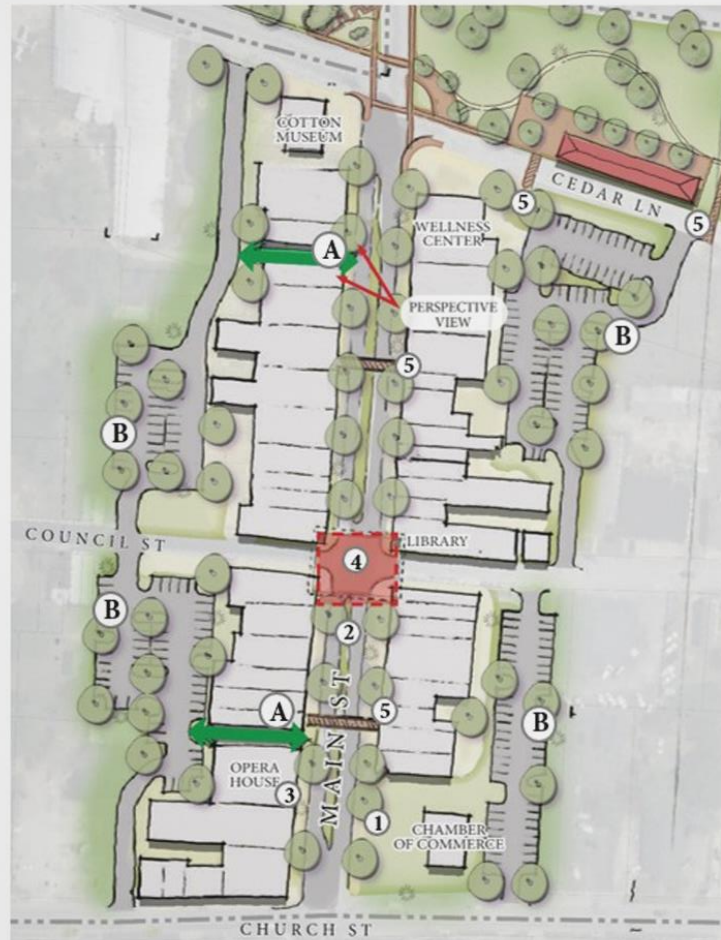 COTTON
MUSEUM
CEDAR LN
5
5
WELLNESS
CENTER
A
PERSPECTIVE
VIEW
B
5
B
COUNCIL ST
LIBRARY
4
B
2
MAIN ST
A
5
B
OPERA
HOUSE
3
1
CHAMBER
OF COMMERCE
CHURCH ST